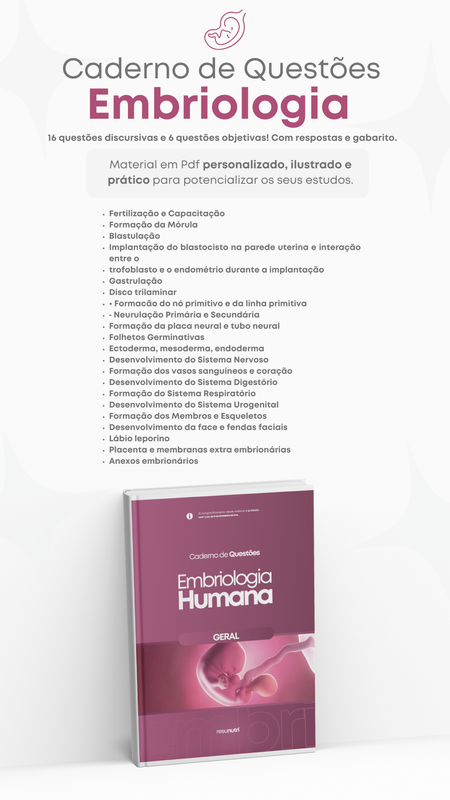 Caderno de Questões
Embriologia
16 questões discursivas e 6 questões objetivas! Com respostas e gabarito.
Material em Pdf personalizado, ilustrado e
prático para potencializar os seus estudos.
• Fertilização e Capacitação
• Formação da Mórula
• Blastulação
• Implantação do blastocisto na parede uterina e interação
entre o
• trofoblasto e o endométrio durante a implantação
• Gastrulação
• Disco trilaminar
• • Formacão do nó primitivo e da linha primitiva
• - Neurulação Primária e Secundária
• Formação da placa neural e tubo neural
• Folhetos Germinativas
• Ectoderma, mesoderma, endoderma
• Desenvolvimento do Sistema Nervoso
• Formação dos vasos sanguíneos e coração
• Desenvolvimento do Sistema Digestório
• Formação do Sistema Respiratório
• Desenvolvimento do Sistema Urogenital
• Formação dos Membros e Esqueletos
• Desenvolvimento da face e fendas faciais
• Lábio leporino
• Placenta e membranas extra embrionárias
• Anexos embrionários
Caderno de Questões
Embriologia
Humana
GERAL
resunutri